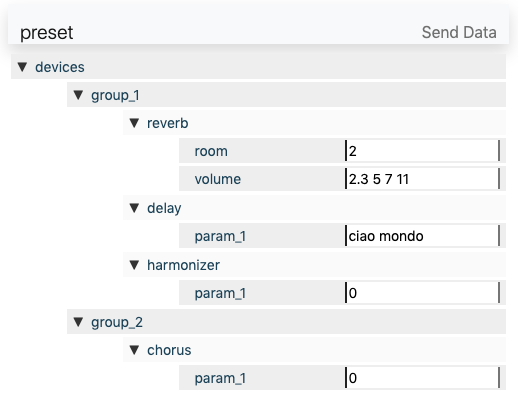 preset Send Data
▼ devices
▼ group_1
▼ reverb
room 2
volume 2.3 5 7 11
▼ delay
param_1 ciao mondo
▼ harmonizer
param_1 0
▼ group_2
▼ chorus
param_1 0